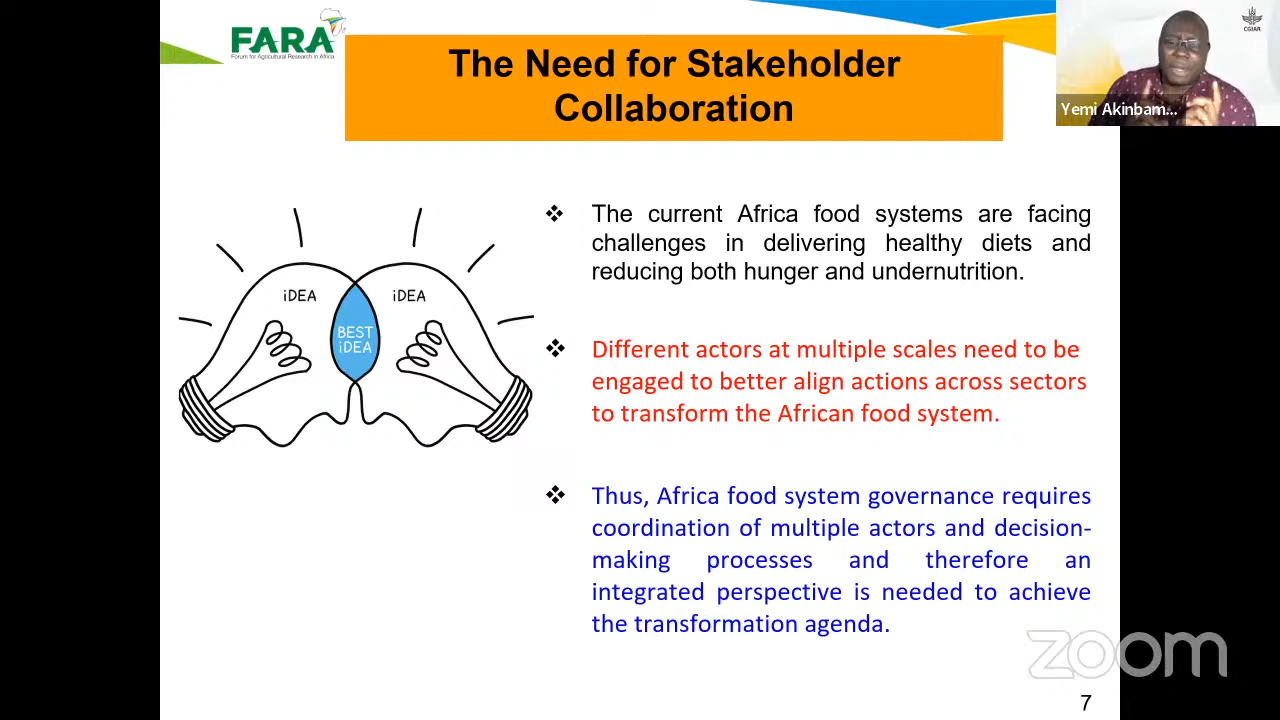 FARA
Forum for Agricultural Research in Africa
The Need for Stakeholder
Collaboration
CGIAR
Yemi Akinbam...
The current Africa food systems are facing
challenges in delivering healthy diets and
reducing both hunger and undernutrition.
iDEA
iDEA
BEST
iDEA
Different actors at multiple scales need to be
engaged to better align actions across sectors
to transform the African food system.
Thus, Africa food system governance requires
coordination of multiple actors and decision-
making processes and therefore an
integrated perspective is needed to achieve
the transformation agenda.
zoom
7